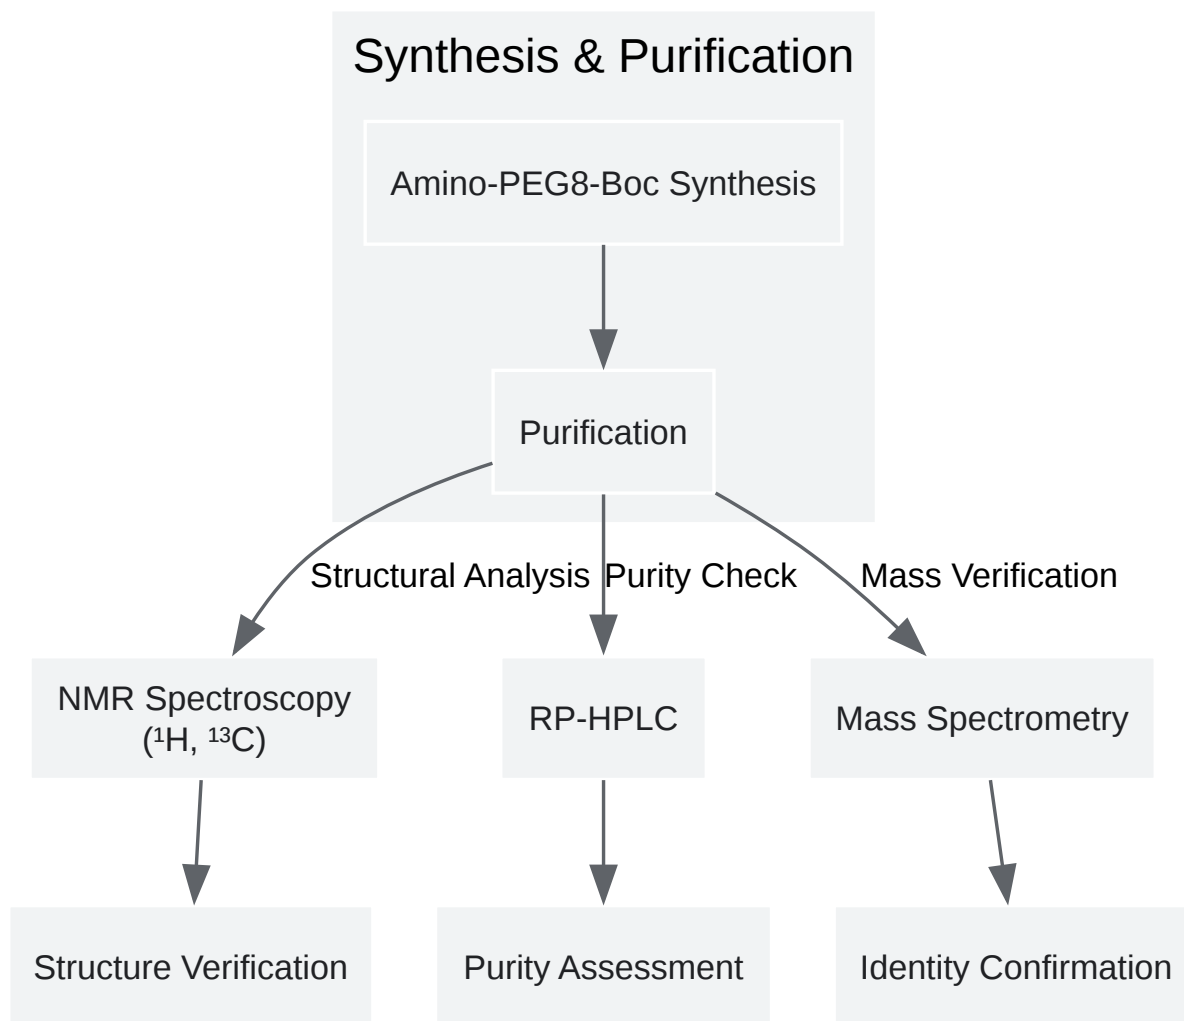 Synthesis & Purification
Amino-PEG8-Boc Synthesis
Purification
Structural Analysis
Purity Check
Mass Verification
NMR Spectroscopy
(¹H, ¹³C)
RP-HPLC
Mass Spectrometry
Structure Verification
Purity Assessment
Identity Confirmation